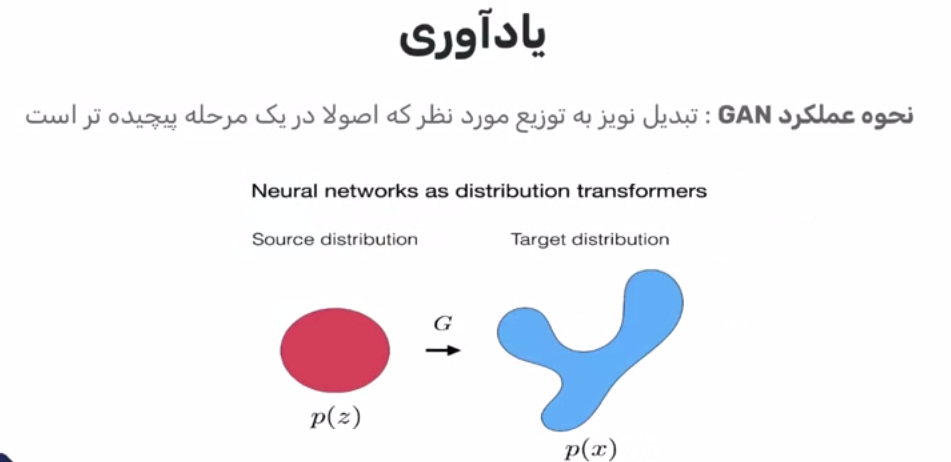 یادآوری
نحوه عملکرد GAN : تبدیل نویز به توزیع مورد نظر که اصولا در یک مرحله پیچیده تر است
Neural networks as distribution transformers
Source distribution Target distribution
G
p(z)
p(x)